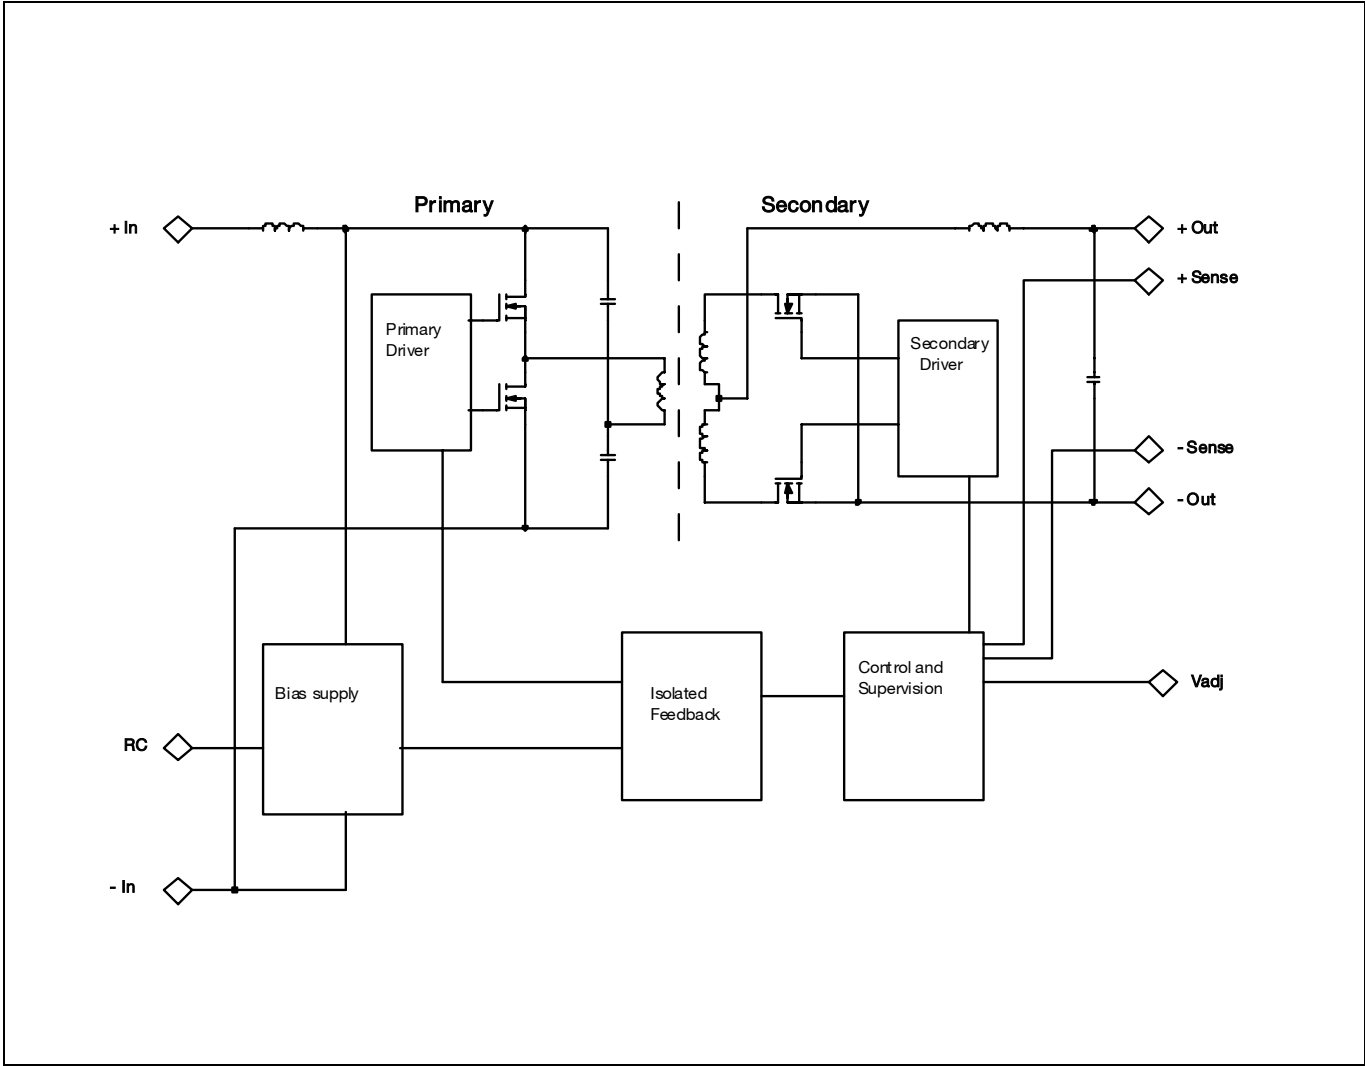 Primary
Secondary
+ In
+ Out
+ Sense
Primary
Driver
Secondary
Driver
- Sense
- Out
Bias supply
Isolated
Feedback
Control and
Supervision
Vadj
RC
- In